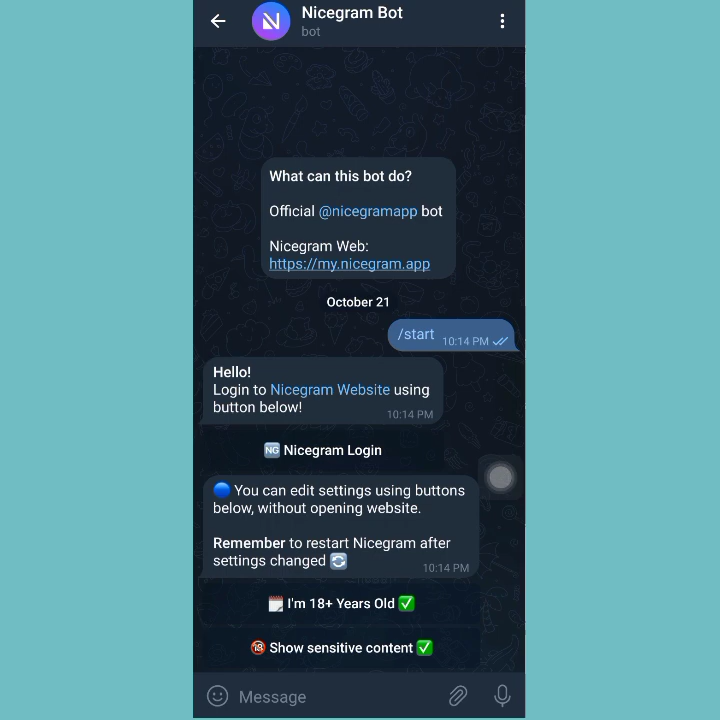 Nicegram Bot
bot
What can this bot do?
Official @nicegramapp bot
Nicegram Web:
https://my.nicegram.app
October 21
/start 10:14 PM
Hello!
Login to Nicegram Website using
button below!
10:14 PM
NG Nicegram Login
You can edit settings using buttons
below, without opening website.
Remember to restart Nicegram after
settings changed
10:14 PM
I'm 18+ Years Old
18 Show sensitive content
Message